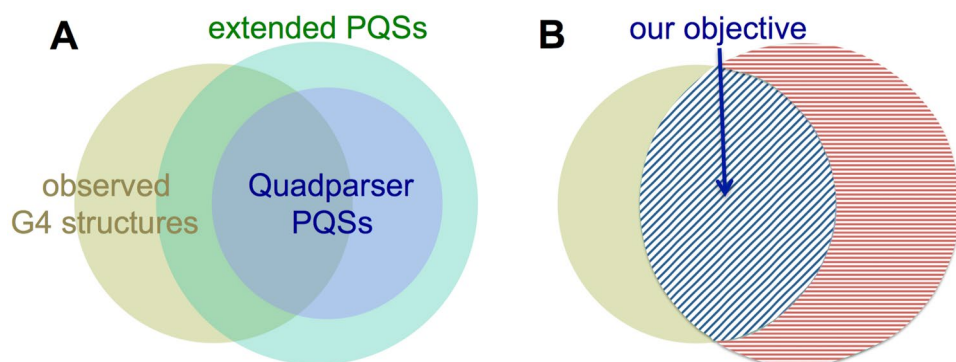 A
extended PQSs
observed
G4 structures
Quadparser
PQSs
B
our objective